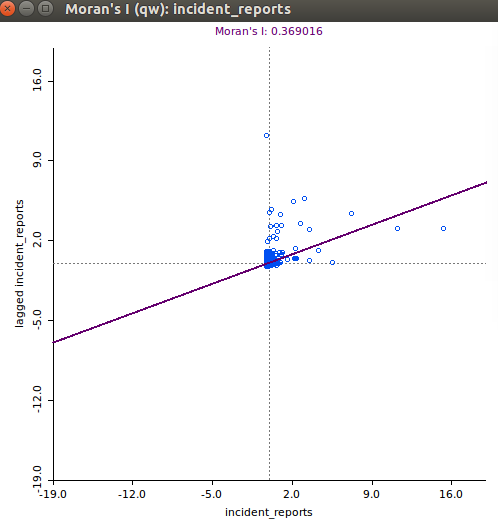 Moran's I (qw): incident_reports
Moran's I: 0.369016
16.0
9.0
2.0
-5.0
-12.0
-19.0
lagged incident_reports
-19.0 -12.0 -5.0 2.0 9.0 16.0
incident_reports